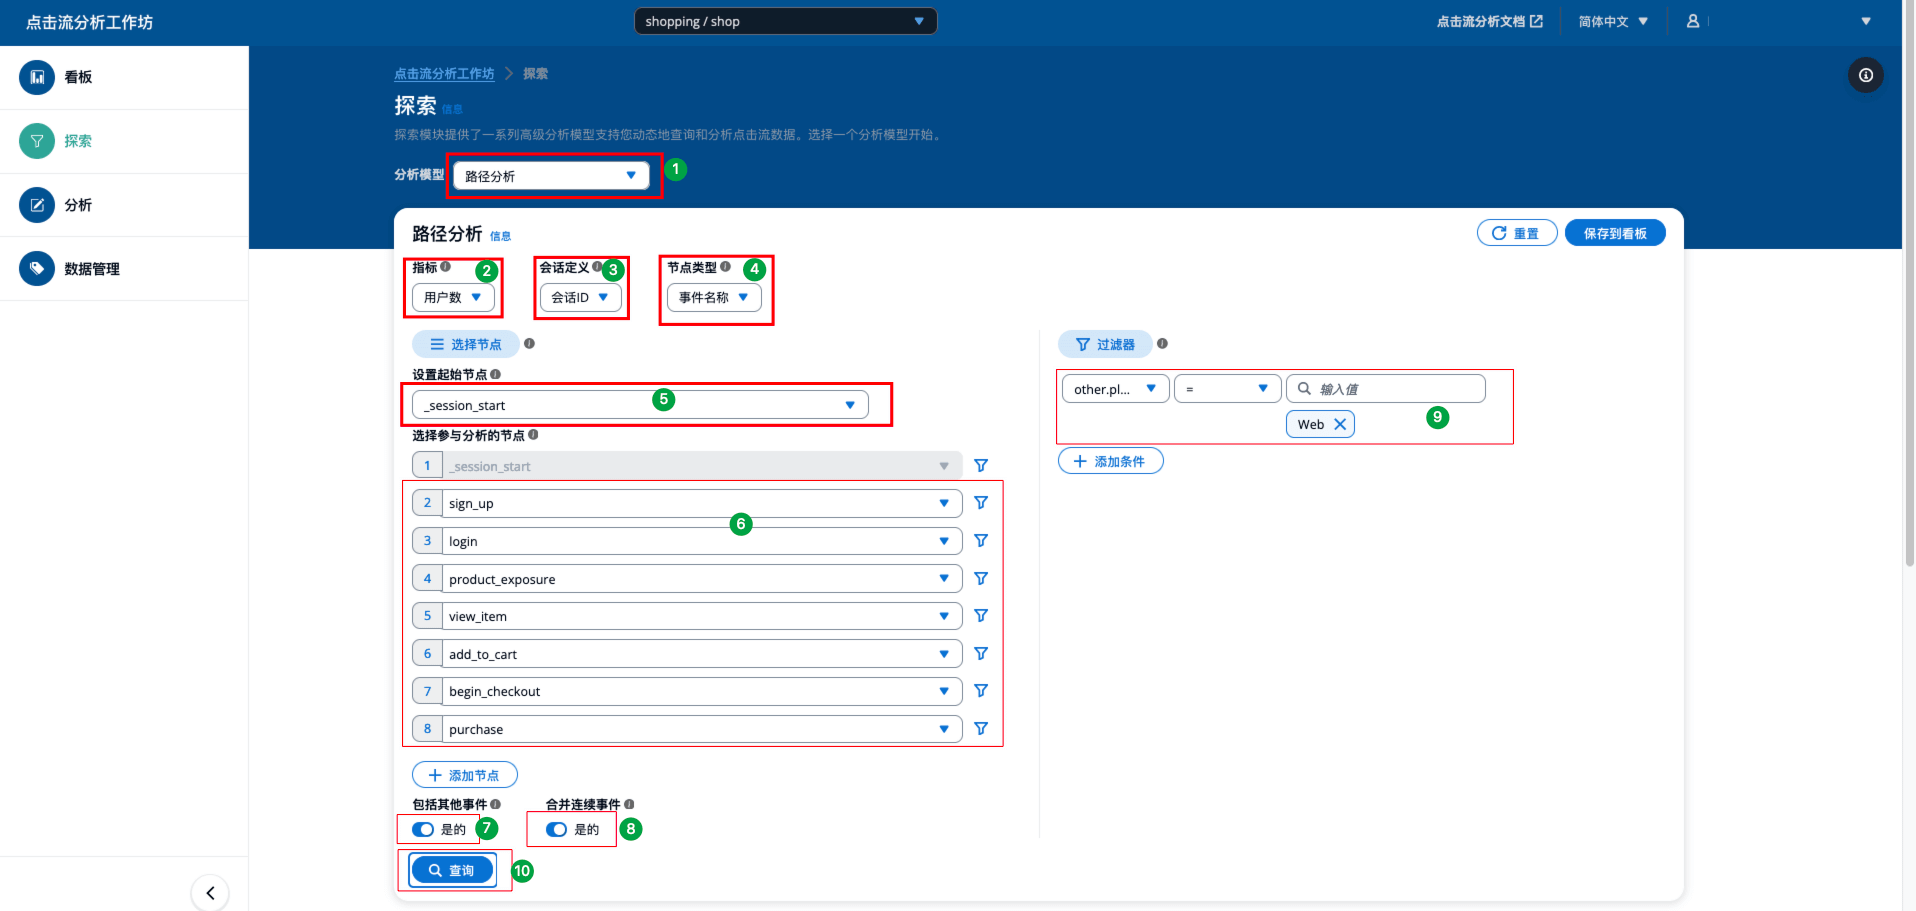 点击流分析工作坊
shopping / shop
点击流分析文档
简体中文
看板
探索
分析
数据管理
点击流分析工作坊 > 探索
探索 信息
探索模块提供了一系列高级分析模型支持您动态地查询和分析点击流数据。选择一个分析模型开始。
分析模型 路径分析 1
路径分析 信息
重置
保存到看板
指标 2
会话定义 3
节点类型 4
用户数
会话ID
事件名称
选择节点
过滤器
设置起始节点
_session_start 5
选择参与分析的节点
1 _session_start
2 sign_up
6
3 login
4 product_exposure
5 view_item
6 add_to_cart
7 begin_checkout
8 purchase
添加节点
other.pl...
=
输入值
Web
9
添加条件
包括其他事件
合并连续事件
是的 7
是的 8
查询 10